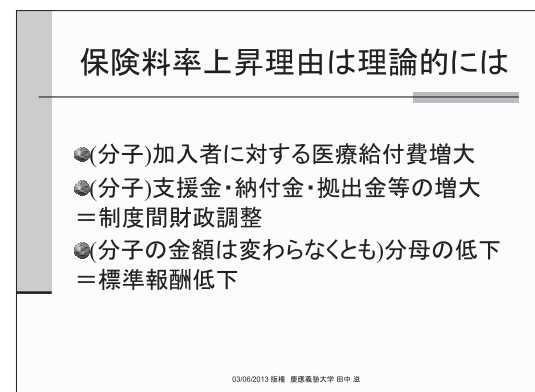 保険料率上昇理由は理論的には
(分子)加入者に対する医療給付費増大
(分子)支援金・納付金・拠出金等の増大
＝制度間財政調整
(分子の金額は変わらなくとも)分母の低下
＝標準報酬低下
03/06/2013 版権 慶應義塾大学 田中 滋